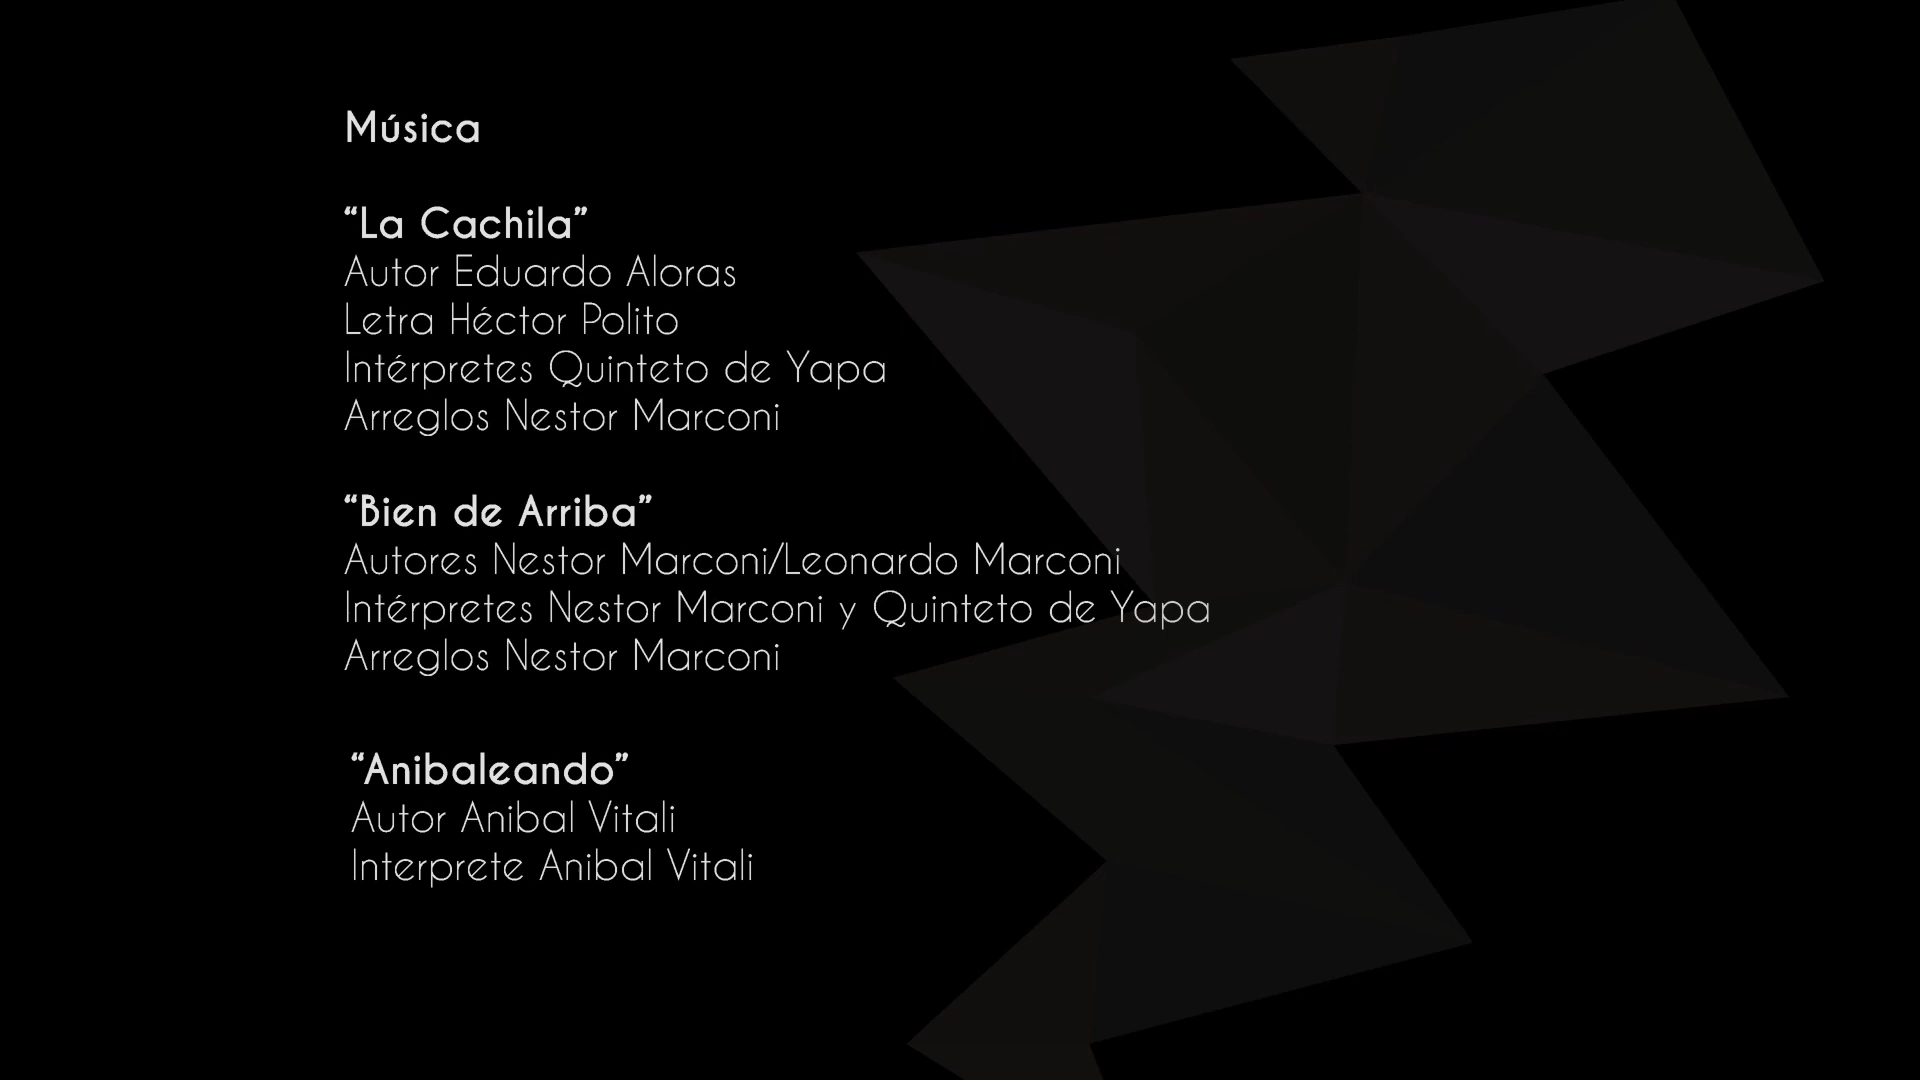 Música
“La Cachila”
Autor Eduardo Aloras
Letra Héctor Polito
Intérpretes Quinteto de Yapa
Arreglos Nestor Marconi
“Bien de Arriba”
Autores Nestor Marconi/Leonardo Marconi
Intérpretes Nestor Marconi y Quinteto de Yapa
Arreglos Nestor Marconi
“Anibaleando”
Autor Anibal Vitali
Interprete Anibal Vitali